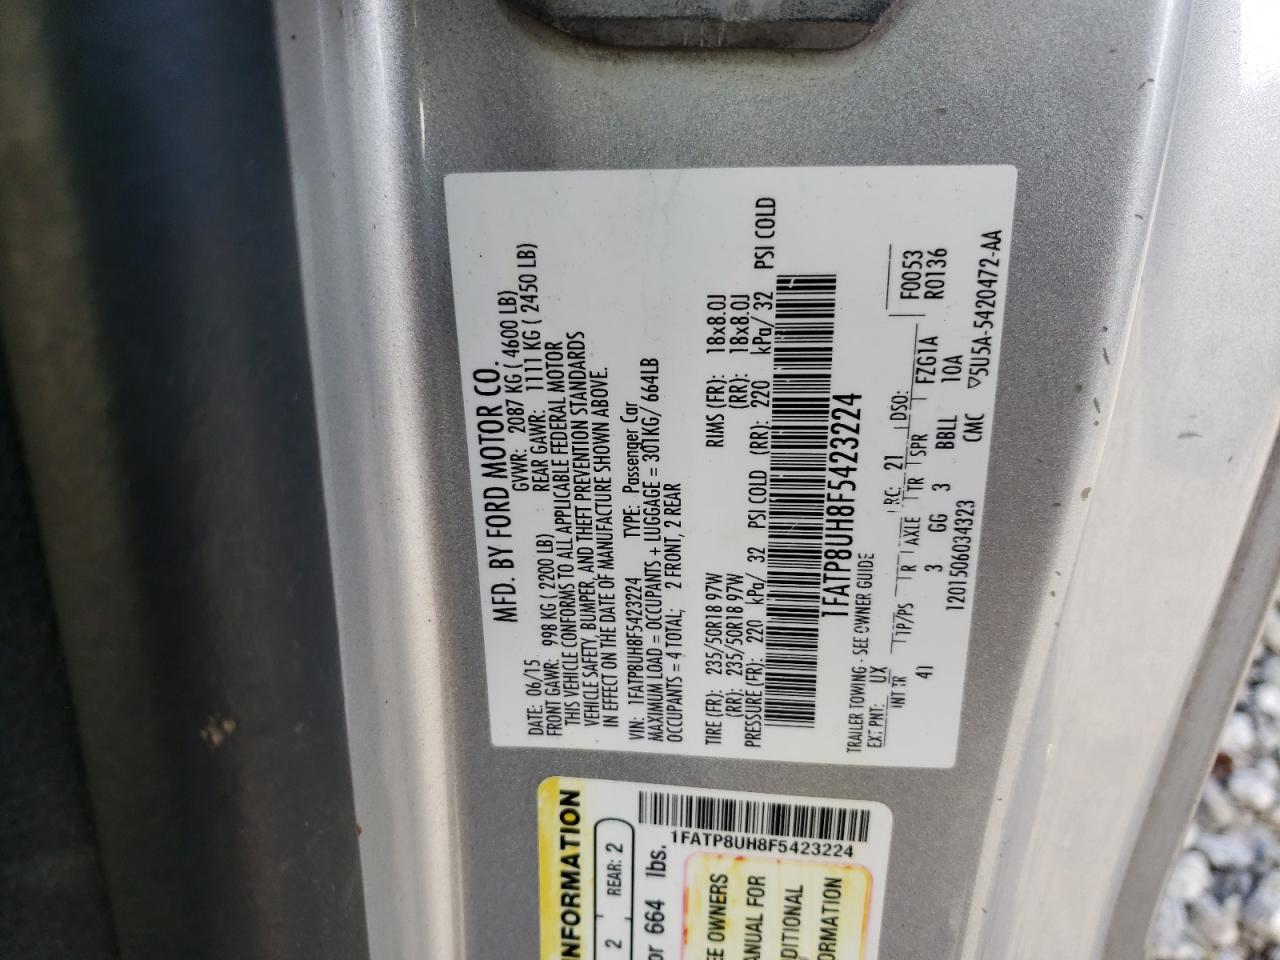 MFD. BY FORD MOTOR CO.
DATE: 06/15 GVWR: 2087 KG ( 4600 LB)
FRONT GAWR: 998 KG ( 2200 LB) REAR GAWR: 1111 KG ( 2450 LB)
THIS VEHICLE CONFORMS TO ALL APPLICABLE FEDERAL MOTOR
VEHICLE SAFETY, BUMPER, AND THEFT PREVENTION STANDARDS
IN EFFECT ON THE DATE OF MANUFACTURE SHOWN ABOVE.
VIN: 1FATP8UH8F5423224 TYPE: Passenger Car
MAXIMUM LOAD = OCCUPANTS + LUGGAGE = 301KG/ 664LB
OCCUPANTS = 4 TOTAL; 2 FRONT, 2 REAR
TIRE (FR): 235/50R18 97W RIMS (FR): 18x8.0J
(RR): 235/50R18 97W (RR): 18x8.0J
PRESSURE (FR): 220 kPa/ 32 PSI COLD (RR): 220 kPa/ 32 PSI COLD
1FATP8UH8F5423224
TRAILER TOWING - SEE OWNER GUIDE
EXT PNT: UX RC: 21 DSO: F0053
INT TR TP/PS R AXLE TR SPR R0136
41 3 GG 3 BBLL FZG1A 10A
1201506034323 CMC ▽5U5A-5420472-AA
INFORMATION
2 REAR: 2
or 664 lbs.
1FATP8UH8F5423224
EE OWNERS
ANUAL FOR
DITIONAL
ORMATION